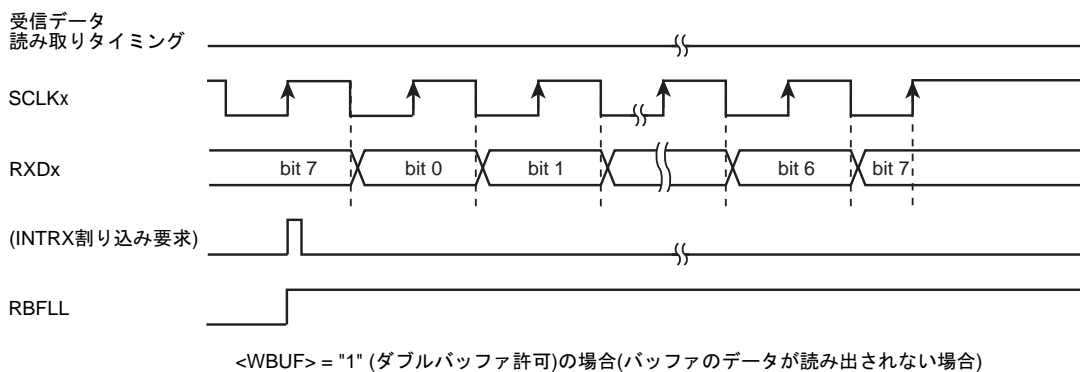 受信データ
読み取りタイミング
SCLKx
RXDx
bit 7
bit 0
bit 1
bit 6
bit 7
(INTRX割り込み要求)
RBFLL
<WBUF> = "1" (ダブルバッファ許可)の場合(バッファのデータが読み出されない場合)